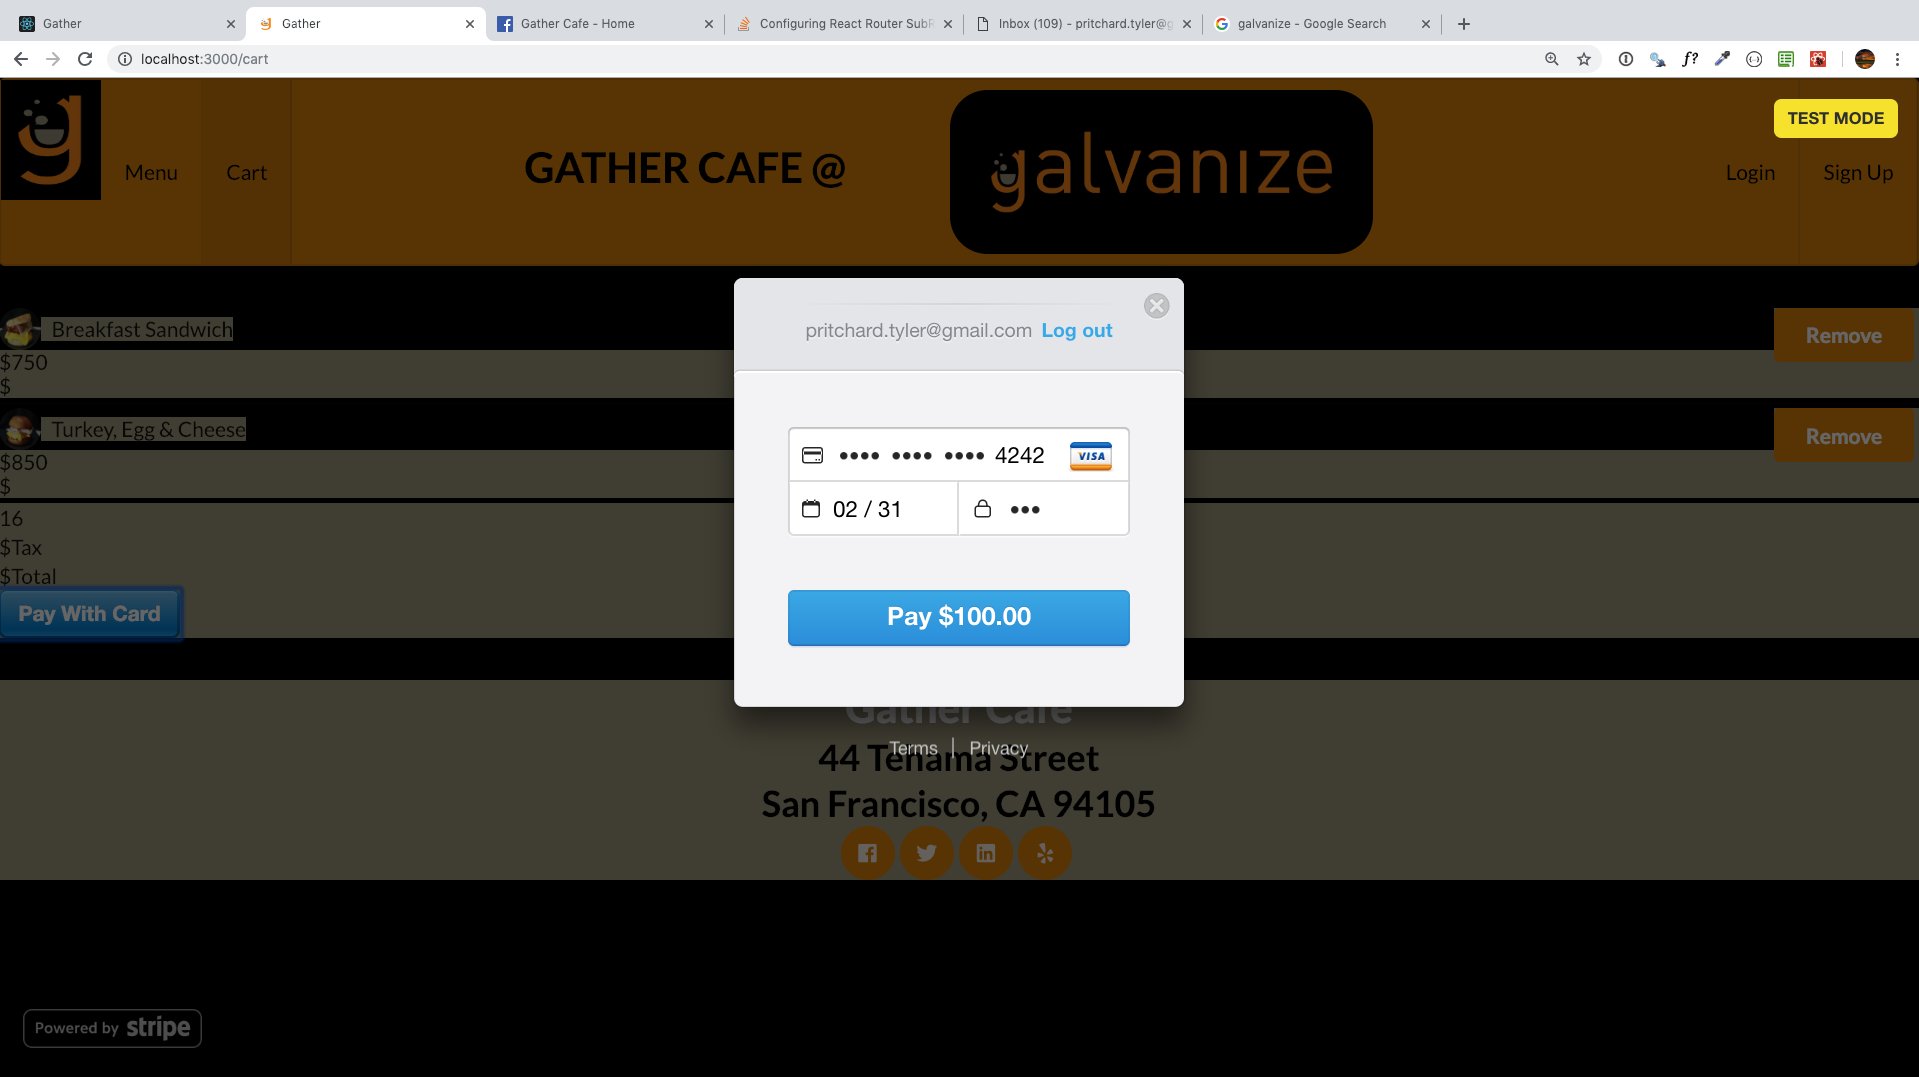 Gather Gather Gather Cafe - Home Configuring React Router SubR Inbox (109) - pritchard.tyler@g galvanize - Google Search
localhost:3000/cart
TEST MODE
g Menu Cart GATHER CAFE @ galvanize Login Sign Up
Breakfast Sandwich Remove
$750
$
Turkey, Egg & Cheese Remove
$850
$
16
$Tax
$Total
Pay With Card
pritchard.tyler@gmail.com Log out
•••• •••• •••• 4242 VISA
02 / 31 •••
Pay $100.00
Gather Cafe
Terms | Privacy
44 Tehama Street
San Francisco, CA 94105
Powered by stripe